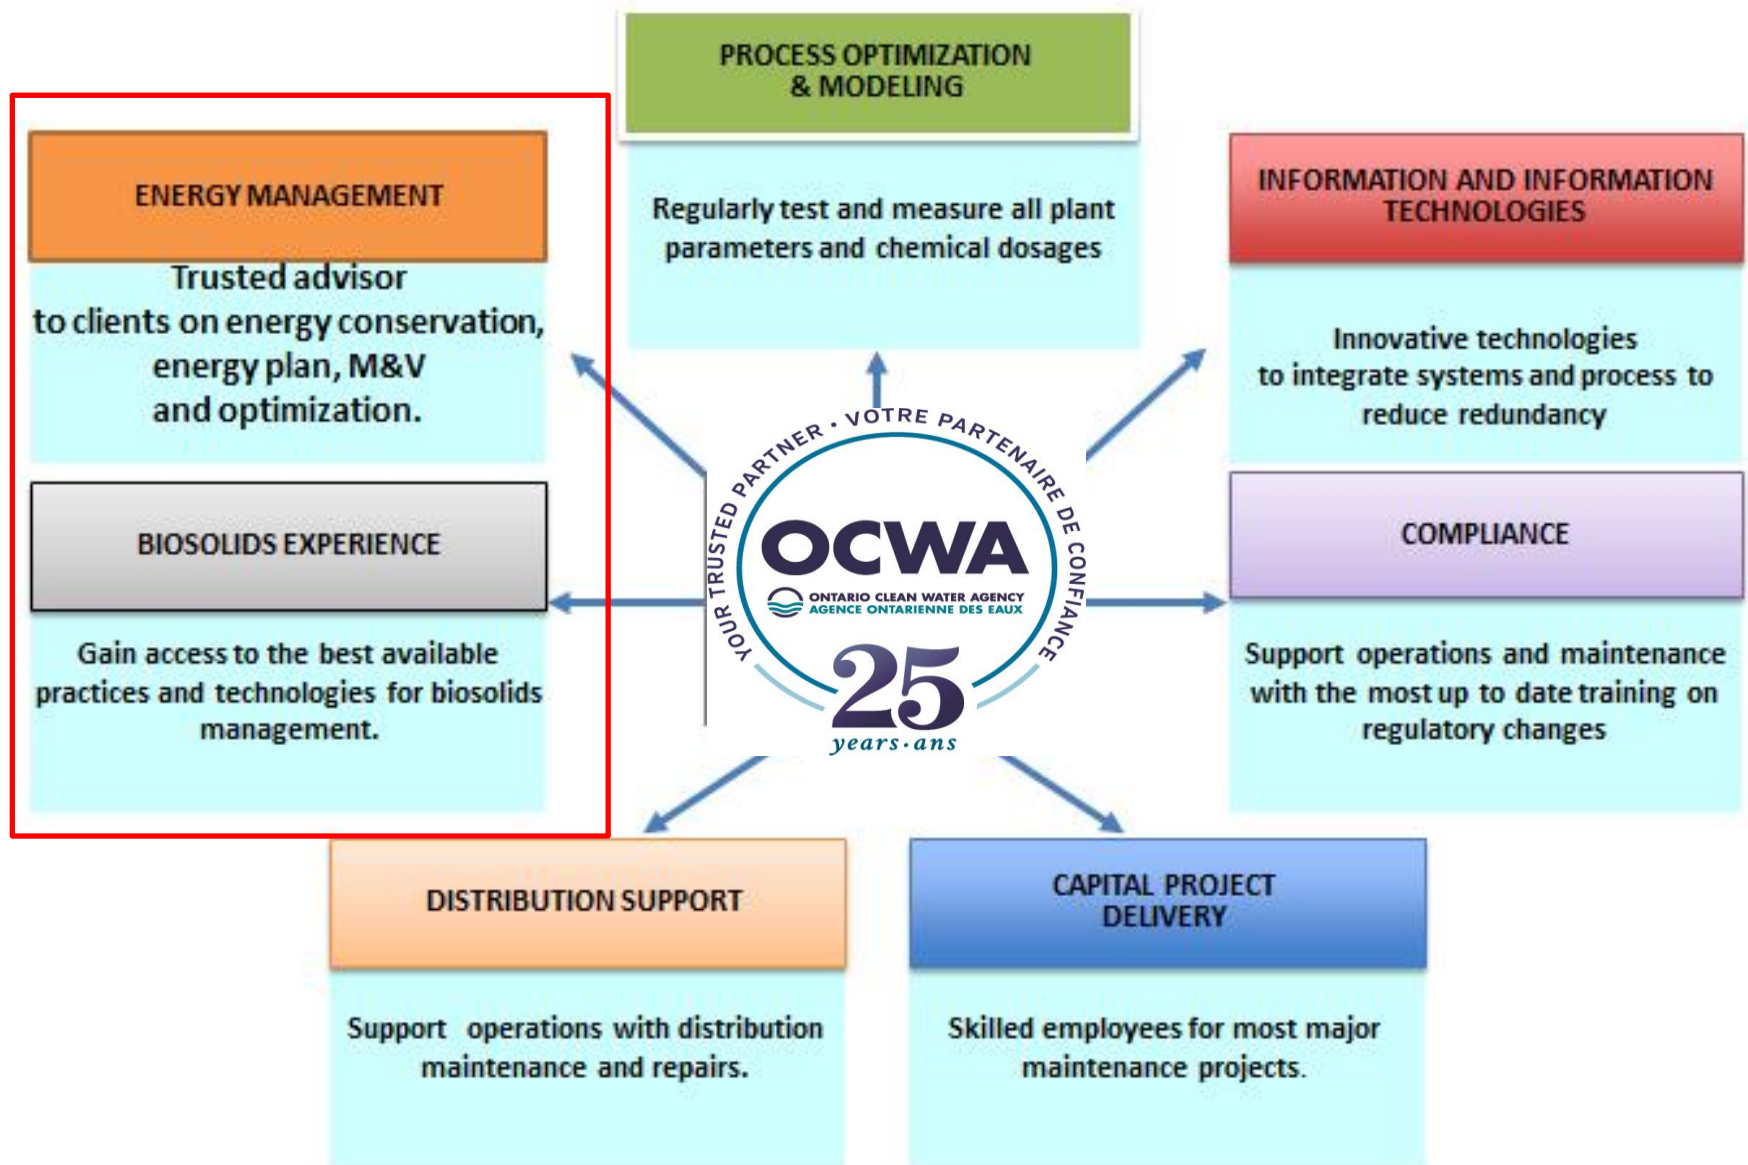 PROCESS OPTIMIZATION
& MODELING
Regularly test and measure all plant
parameters and chemical dosages
ENERGY MANAGEMENT
Trusted advisor
to clients on energy conservation,
energy plan, M&V
and optimization.
INFORMATION AND INFORMATION
TECHNOLOGIES
Innovative technologies
to integrate systems and process to
reduce redundancy
BIOSOLIDS EXPERIENCE
Gain access to the best available
practices and technologies for biosolids
management.
YOUR TRUSTED PARTNER • VOTRE PARTENAIRE DE CONFIANCE
OCWA
ONTARIO CLEAN WATER AGENCY
AGENCE ONTARIENNE DES EAUX
25
years•ans
COMPLIANCE
Support operations and maintenance
with the most up to date training on
regulatory changes
DISTRIBUTION SUPPORT
Support operations with distribution
maintenance and repairs.
CAPITAL PROJECT
DELIVERY
Skilled employees for most major
maintenance projects.